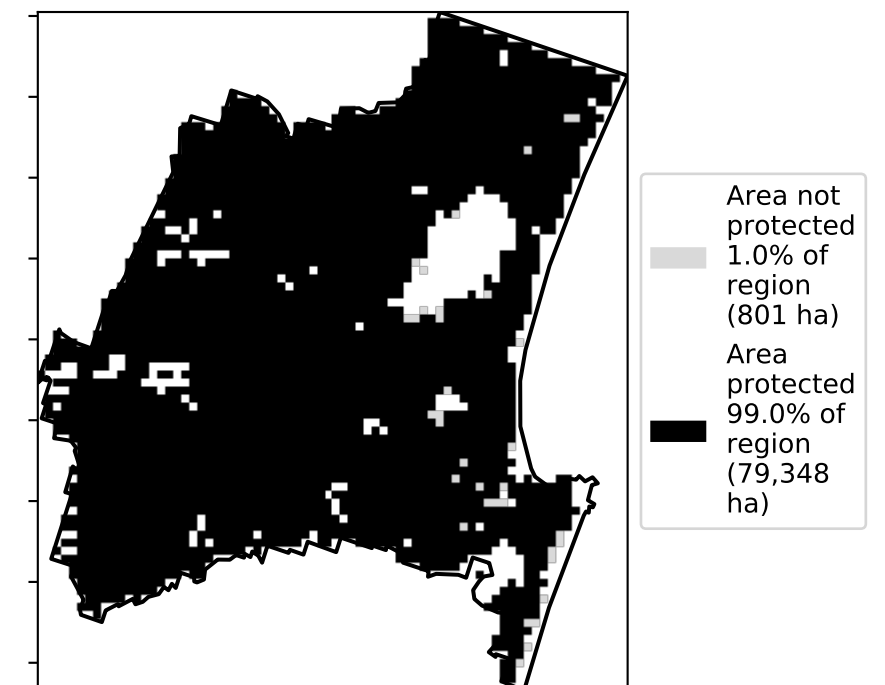 Area not
protected
1.0% of
region
(801 ha)
Area
protected
99.0% of
region
(79,348
ha)